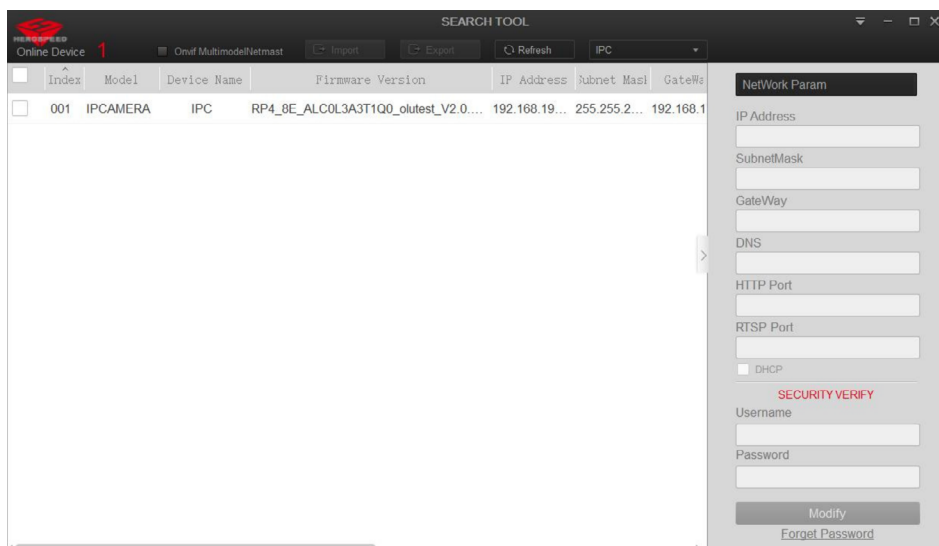 SEARCH TOOL
HEROSPEED
Online Device 1
Onvif MultimodelNetmast
Import
Export
Refresh
IPC
Index Model Device Name Firmware Version IP Address Subnet Mask GateWa
001 IPCAMERA IPC RP4_8E_ALC0L3A3T1Q0_olutest_V2.0.... 192.168.19... 255.255.2... 192.168.1
NetWork Param
IP Address
SubnetMask
GateWay
DNS
HTTP Port
RTSP Port
DHCP
SECURITY VERIFY
Username
Password
Modify
Forget Password